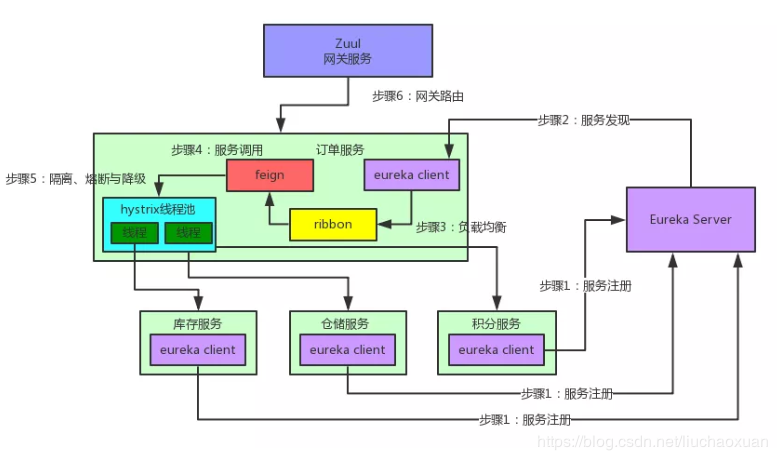 Zuul
网关服务
步骤6：网关路由
步骤2：服务发现
步骤4：服务调用
订单服务
步骤5：隔离、熔断与降级
feign
eureka client
hystrix线程池
线程
线程
ribbon
步骤3：负载均衡
Eureka Server
步骤1：服务注册
库存服务
eureka client
仓储服务
eureka client
积分服务
eureka client
步骤1：服务注册
步骤1：服务注册
https://blog.csdn.net/liuchaoxuan